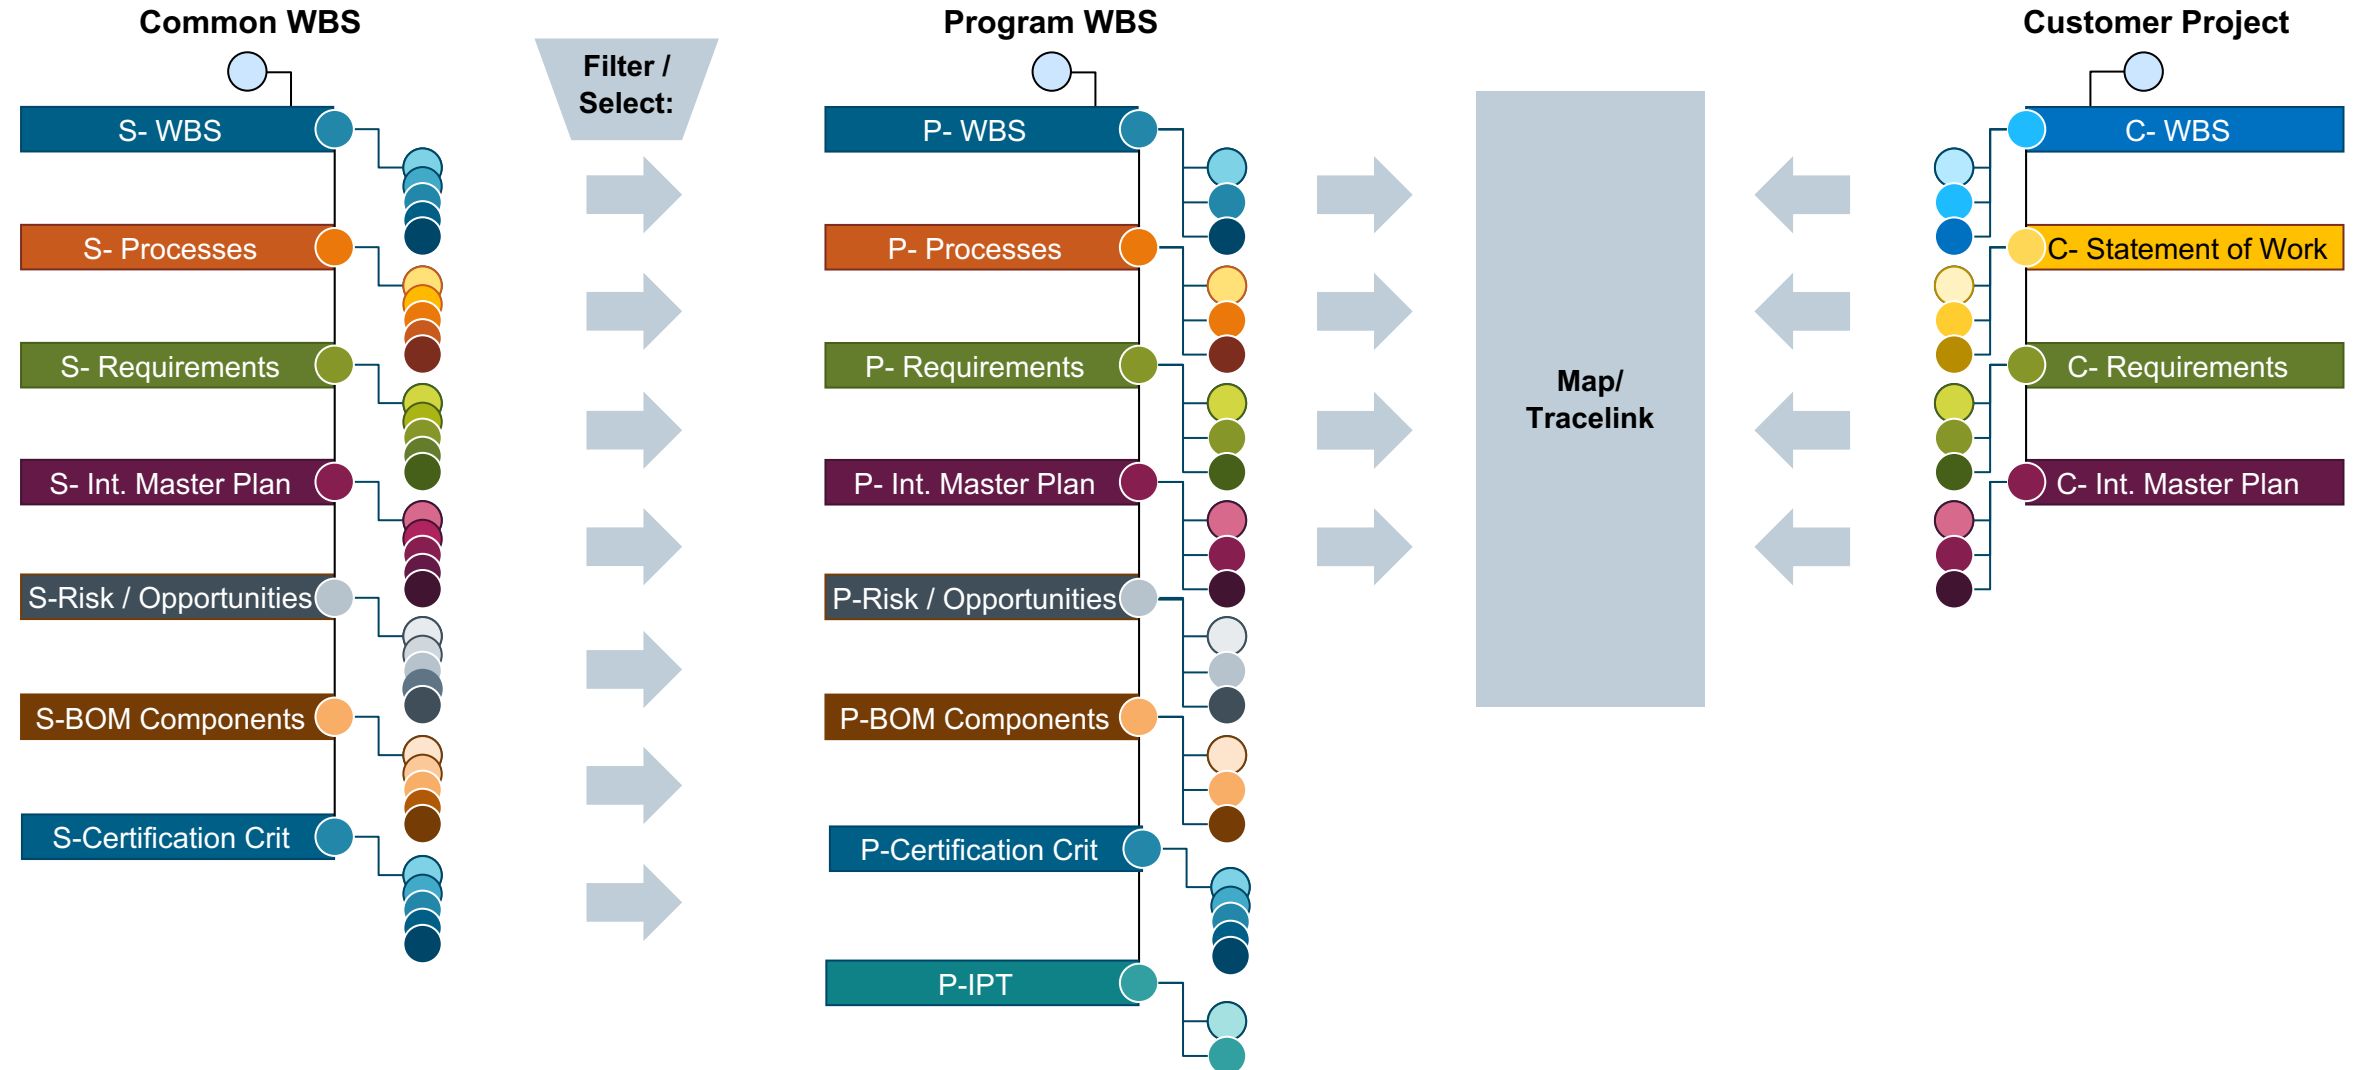 Common WBS
S- WBS
S- Processes
S- Requirements
S- Int. Master Plan
S-Risk / Opportunities
S-BOM Components
S-Certification Crit
Filter /
Select:
Program WBS
P- WBS
P- Processes
P- Requirements
P- Int. Master Plan
P-Risk / Opportunities
P-BOM Components
P-Certification Crit
P-IPT
Map/
Tracelink
Customer Project
C- WBS
C- Statement of Work
C- Requirements
C- Int. Master Plan